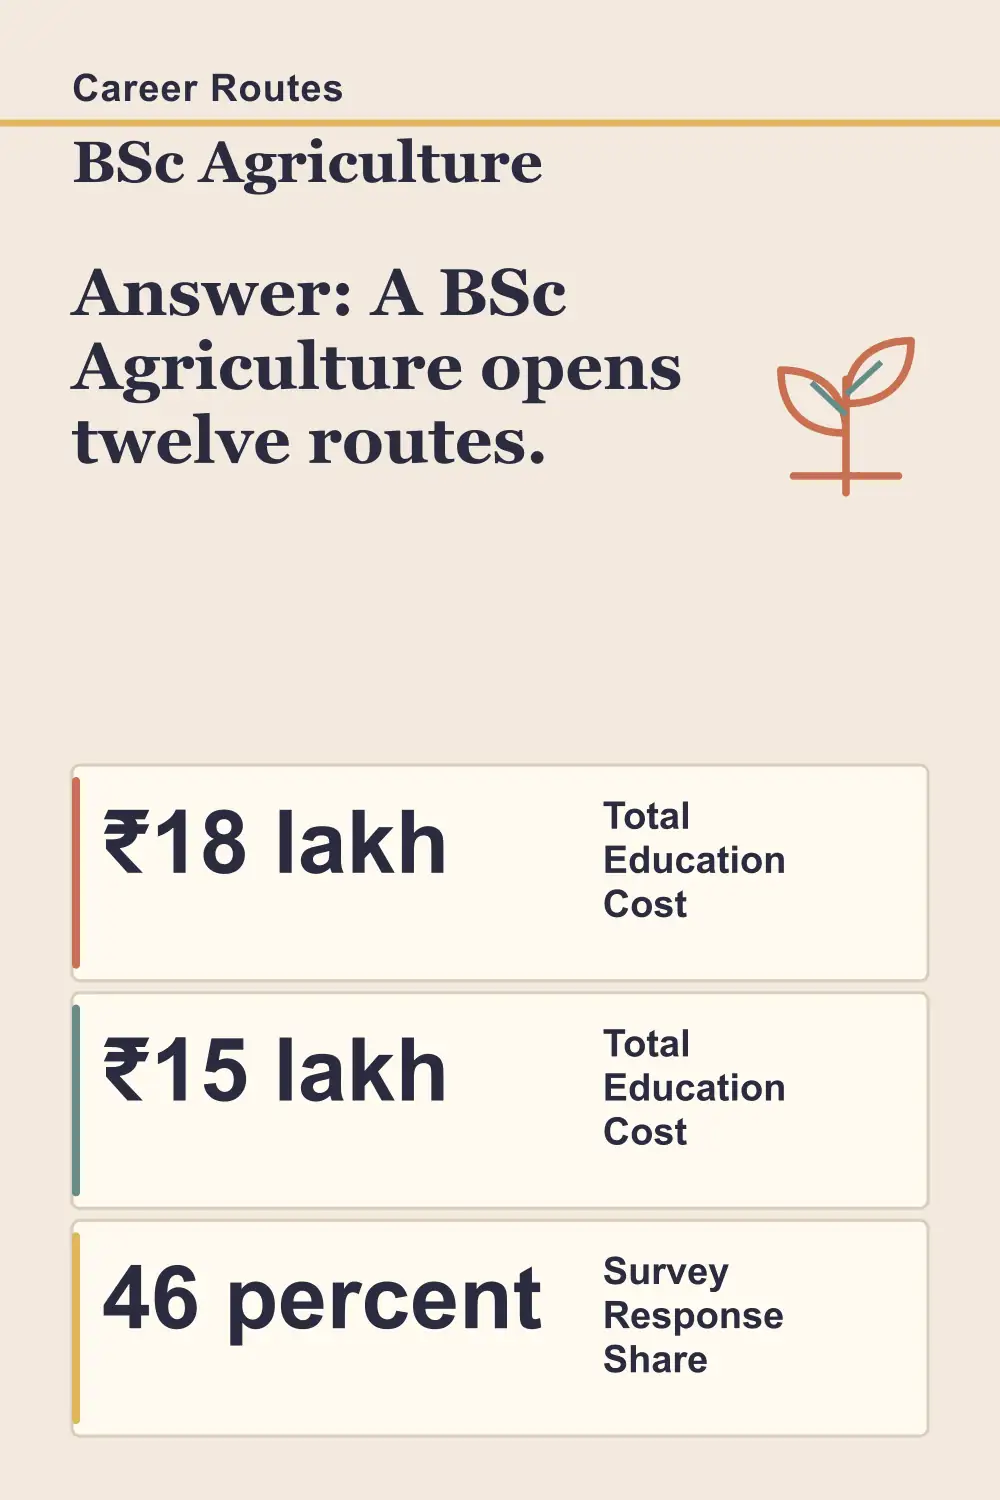 Career Routes
BSc Agriculture
Answer: A BSc
Agriculture opens
twelve routes.
₹18 lakh
Total
Education
Cost
₹15 lakh
Total
Education
Cost
46 percent
Survey
Response
Share